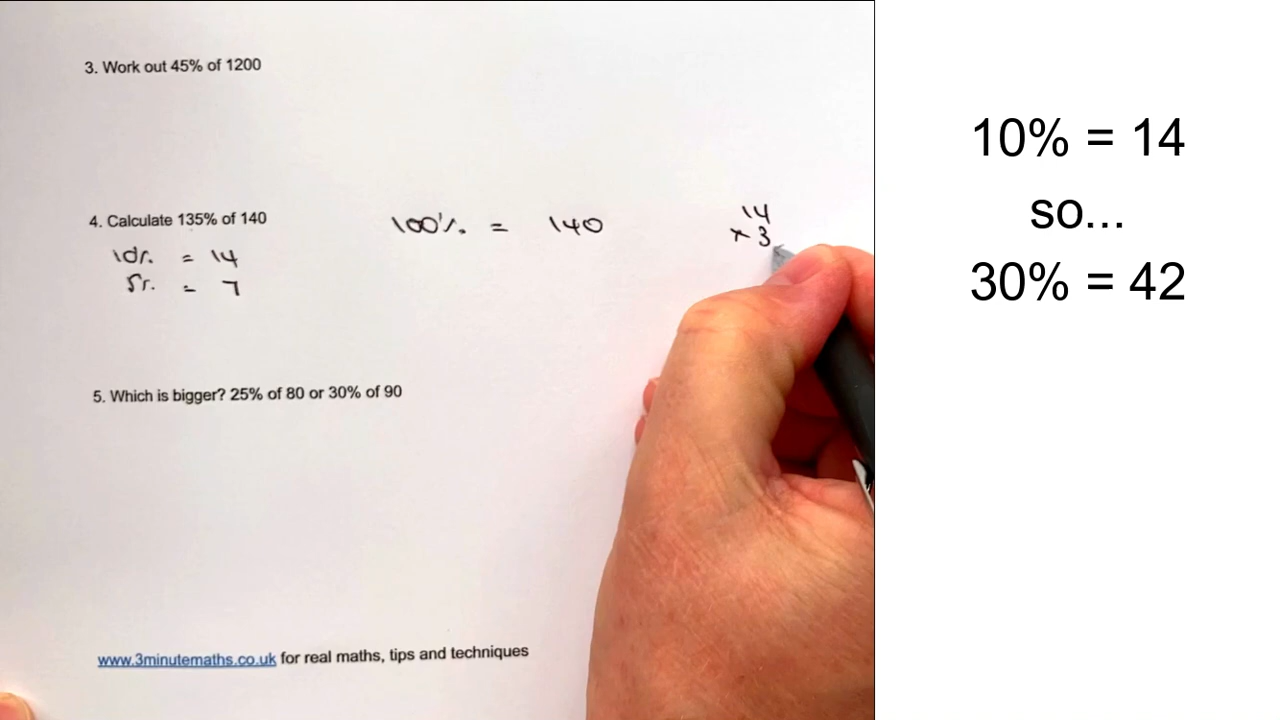 3. Work out 45% of 1200
4. Calculate 135% of 140
10% = 14
5% = 7
100% = 140
14
× 3
5. Which is bigger? 25% of 80 or 30% of 90
www.3minutemaths.co.uk for real maths, tips and techniques
10% = 14
so...
30% = 42